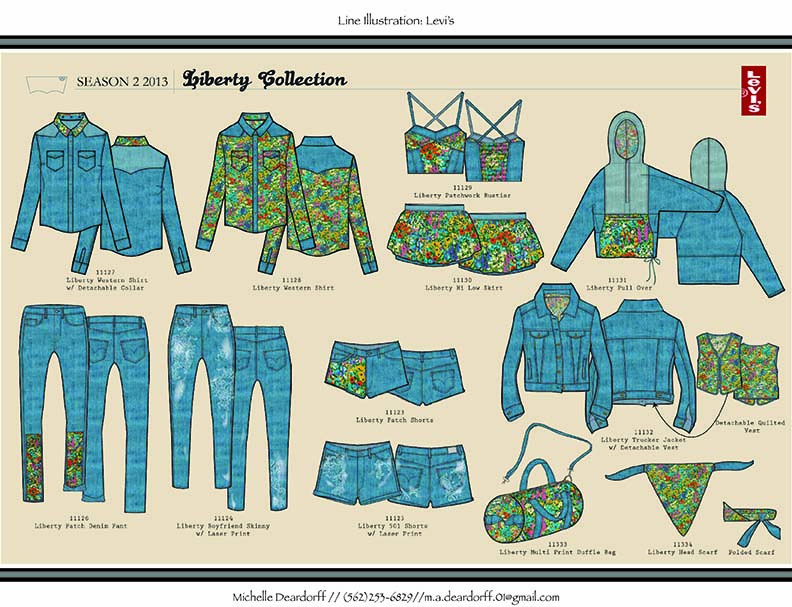 Line Illustration: Levi's
SEASON 2 2013
Liberty Collection
Levi's
11127
Liberty Western Shirt
w/ Detachable Collar
11128
Liberty Western Shirt
11129
Liberty Patchwork Bustier
11130
Liberty Hi Low Skirt
11131
Liberty Pull Over
11126
Liberty Patch Denim Pant
11124
Liberty Boyfriend Skinny
w/ Laser Print
11123
Liberty Patch Shorts
11125
Liberty 501 Shorts
w/ Laser Print
11132
Liberty Trucker Jacket
w/ Detachable Vest
Detachable Quilted
Vest
11333
Liberty Multi Print Duffle Bag
11334
Liberty Head Scarf
Folded Scarf
Michelle Deardorff // (562)253-6829//m.a.deardorff.01@gmail.com